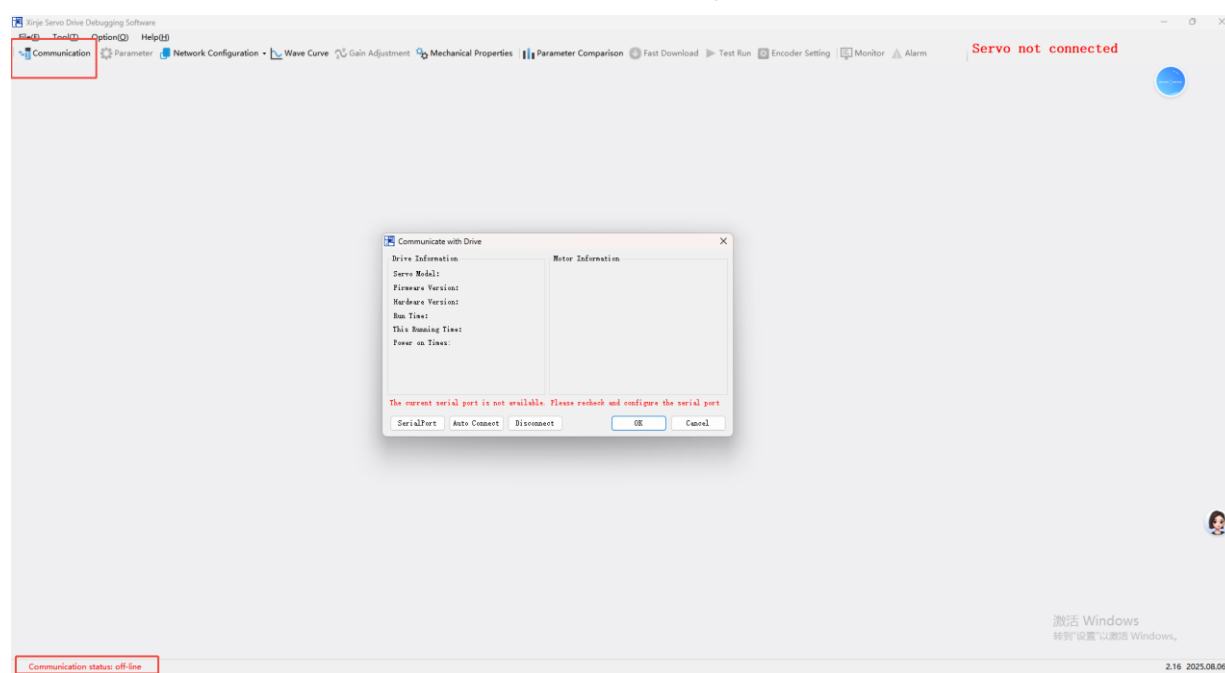 Xinje Servo Drive Debugging Software
File(F) Tool(T) Option(O) Help(H)
Communication Parameter Network Configuration Wave Curve Gain Adjustment Mechanical Properties Parameter Comparison Fast Download Test Run Encoder Setting Monitor Alarm Servo not connected
Communicate with Drive
Drive Information Motor Information
Servo Model:
Firmware Version:
Hardware Version:
Run Time:
This Running Time:
Power on Times:
The current serial port is not available. Please recheck and configure the serial port
SerialPort Auto Connect Disconnect OK Cancel
激活 Windows
转到"设置"以激活 Windows。
Communication status: off-line 2.16 2025.08.06